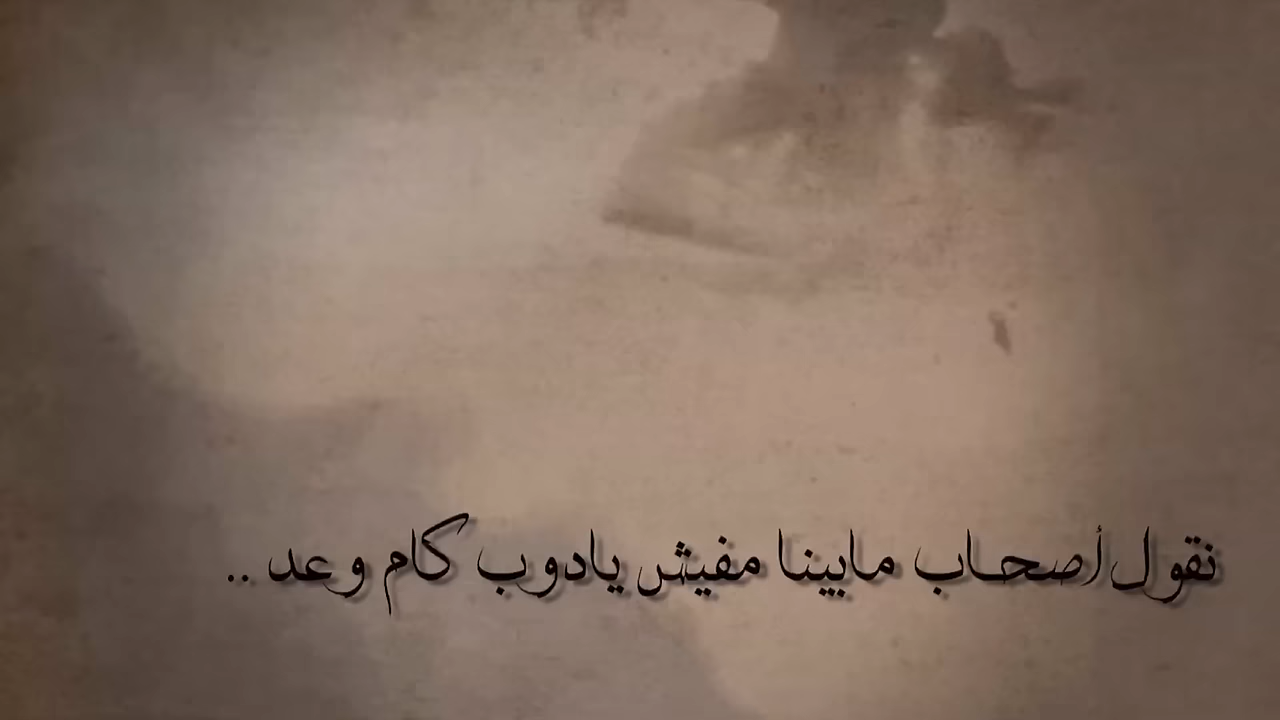 نقول أصحاب مابينا مفيش يادوب كام وعد ..